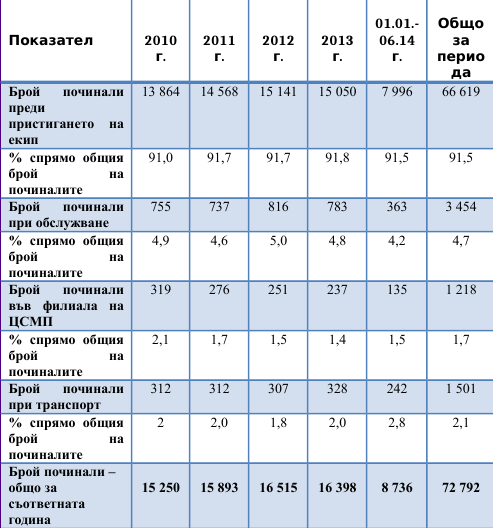 Показател 2010 г. 2011 г. 2012 г. 2013 г. 01.01.-06.14 г. Общо за периода
Брой починали преди пристигането на екип 13 864 14 568 15 141 15 050 7 996 66 619
% спрямо общия брой на починалите 91,0 91,7 91,7 91,8 91,5 91,5
Брой починали при обслужване 755 737 816 783 363 3 454
% спрямо общия брой на починалите 4,9 4,6 5,0 4,8 4,2 4,7
Брой починали във филиала на ЦСМП 319 276 251 237 135 1 218
% спрямо общия брой на починалите 2,1 1,7 1,5 1,4 1,5 1,7
Брой починали при транспорт 312 312 307 328 242 1 501
% спрямо общия брой на починалите 2 2,0 1,8 2,0 2,8 2,1
Брой починали – общо за съответната година 15 250 15 893 16 515 16 398 8 736 72 792